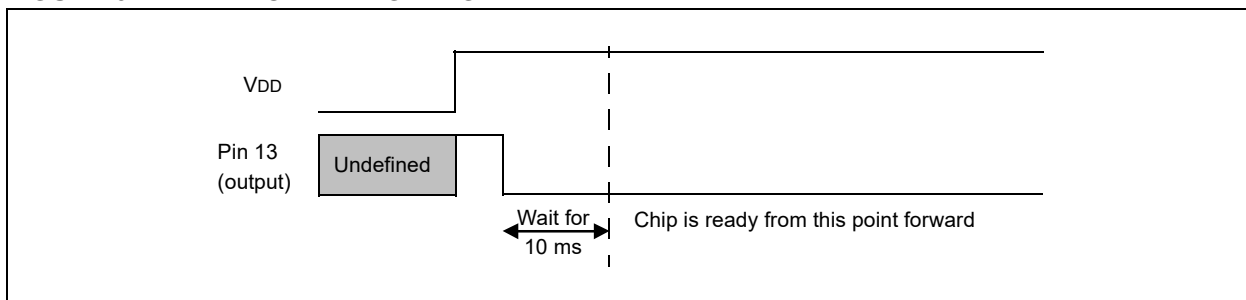 VDD
Pin 13
(output)
Undefined
Wait for
10 ms
Chip is ready from this point forward